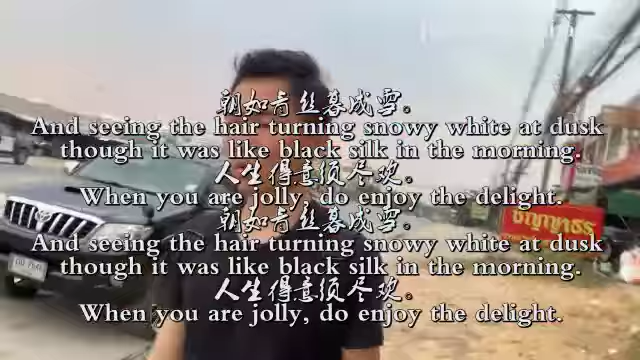 朝如青丝暮成雪。
And seeing the hair turning snowy white at dusk
though it was like black silk in the morning.
人生得意须尽欢。
When you are jolly, do enjoy the delight.
朝如青丝暮成雪。
And seeing the hair turning snowy white at dusk
though it was like black silk in the morning.
人生得意须尽欢。
When you are jolly, do enjoy the delight.